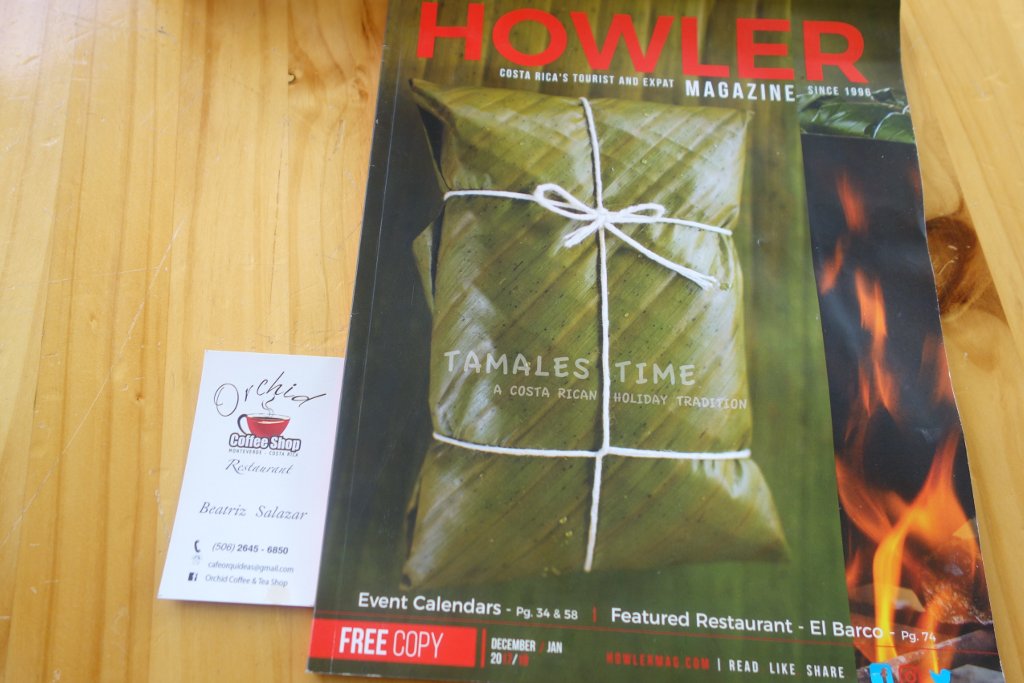 HOWLER
COSTA RICA'S TOURIST AND EXPAT MAGAZINE SINCE 1996
TAMALES TIME
A COSTA RICAN HOLIDAY TRADITION
Event Calendars - Pg. 34 & 58 | Featured Restaurant - El Barco - Pg. 74
FREE COPY
DECEMBER / JAN
2017/18
HOWLERMAG.COM | READ LIKE SHARE
Orchid
Coffee Shop
MONTEVERDE - COSTA RICA
Restaurant
Beatriz Salazar
(506) 2645 - 6850
cafeorquideas@gmail.com
Orchid Coffee & Tea Shop